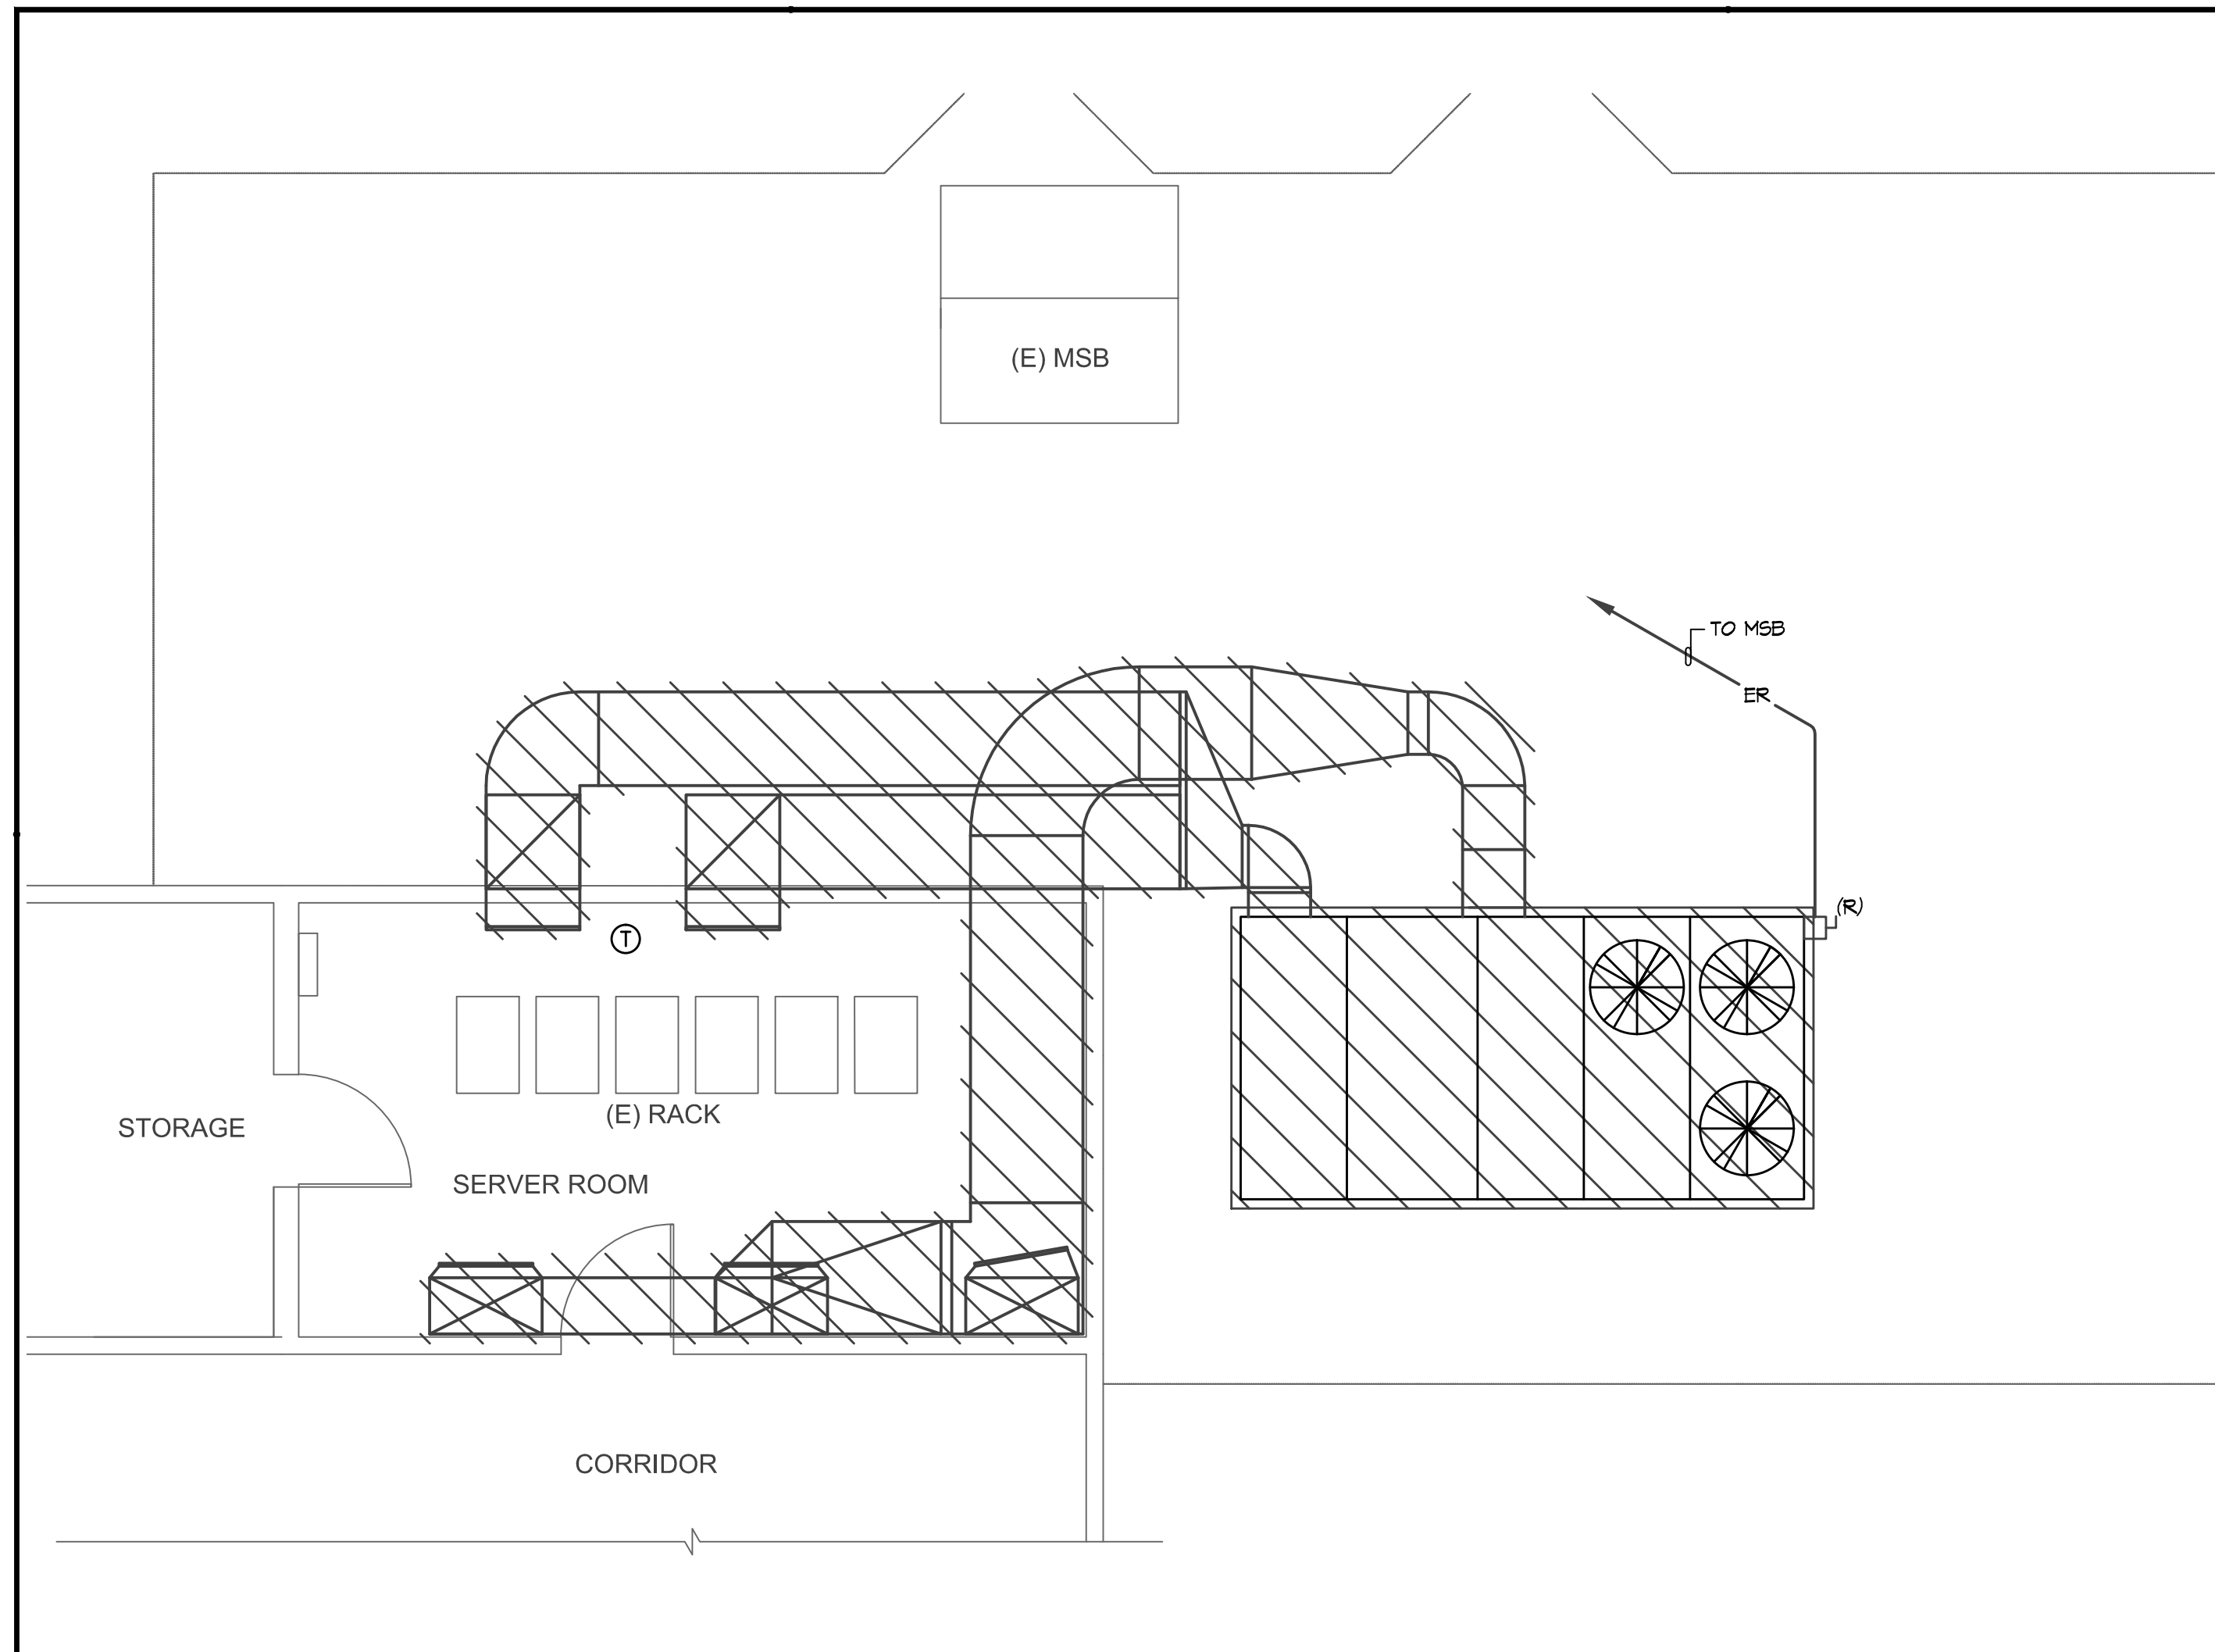 (E) MSB
TO MSB
ER
(R)
T
(E) RACK
STORAGE
SERVER ROOM
CORRIDOR